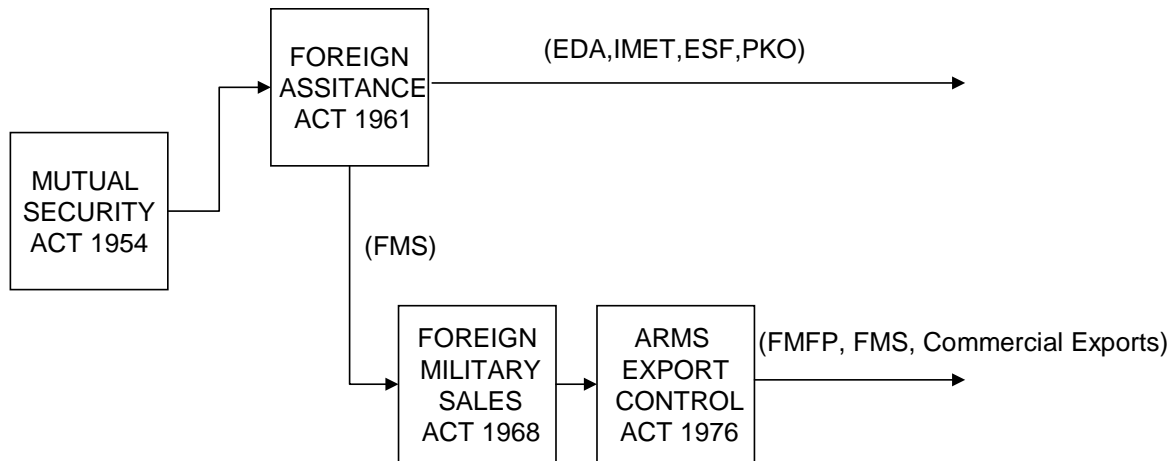 FOREIGN
ASSITANCE
ACT 1961
(EDA,IMET,ESF,PKO)
MUTUAL
SECURITY
ACT 1954
(FMS)
FOREIGN
MILITARY
SALES
ACT 1968
ARMS
EXPORT
CONTROL
ACT 1976
(FMFP, FMS, Commercial Exports)